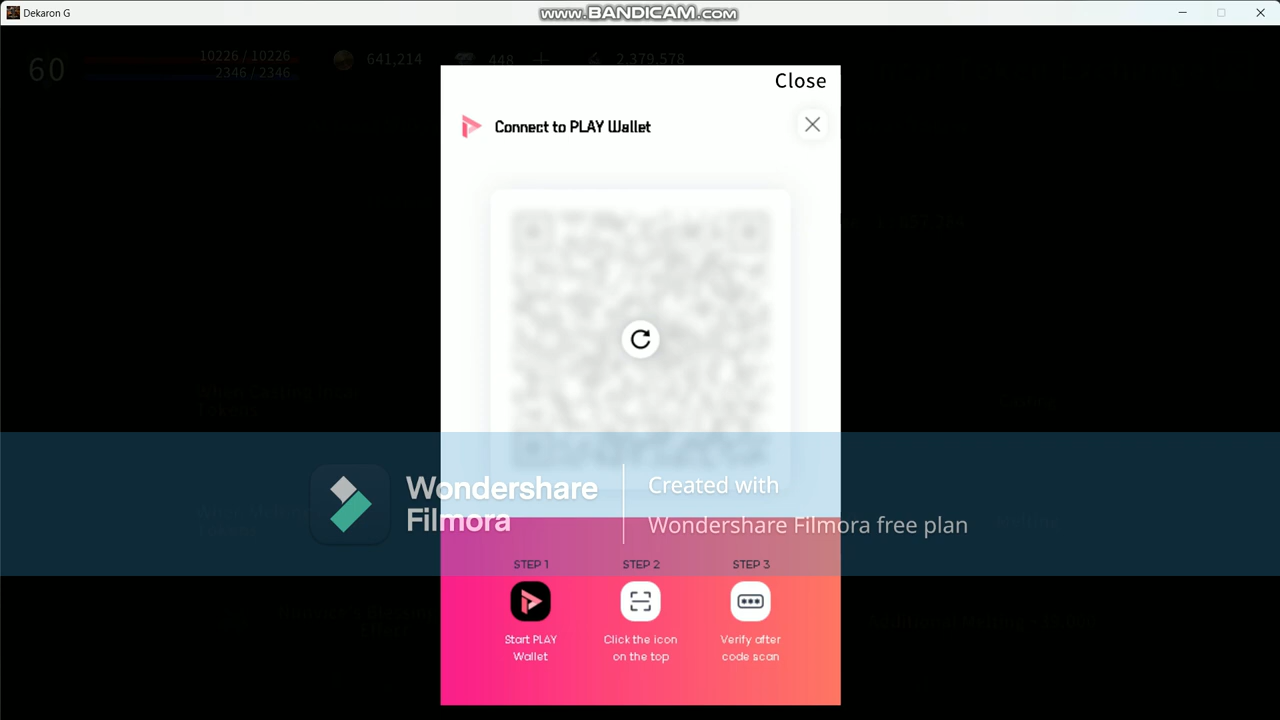 Dekaron G
www.BANDICAM.com
60
10226 / 10226
2346 / 2346
641,214
448
2,379,578
Close
Connect to PLAY Wallet
Wondershare
Filmora
Created with
Wondershare Filmora free plan
STEP 1
STEP 2
STEP 3
Start PLAY
Wallet
Click the icon
on the top
Verify after
code scan